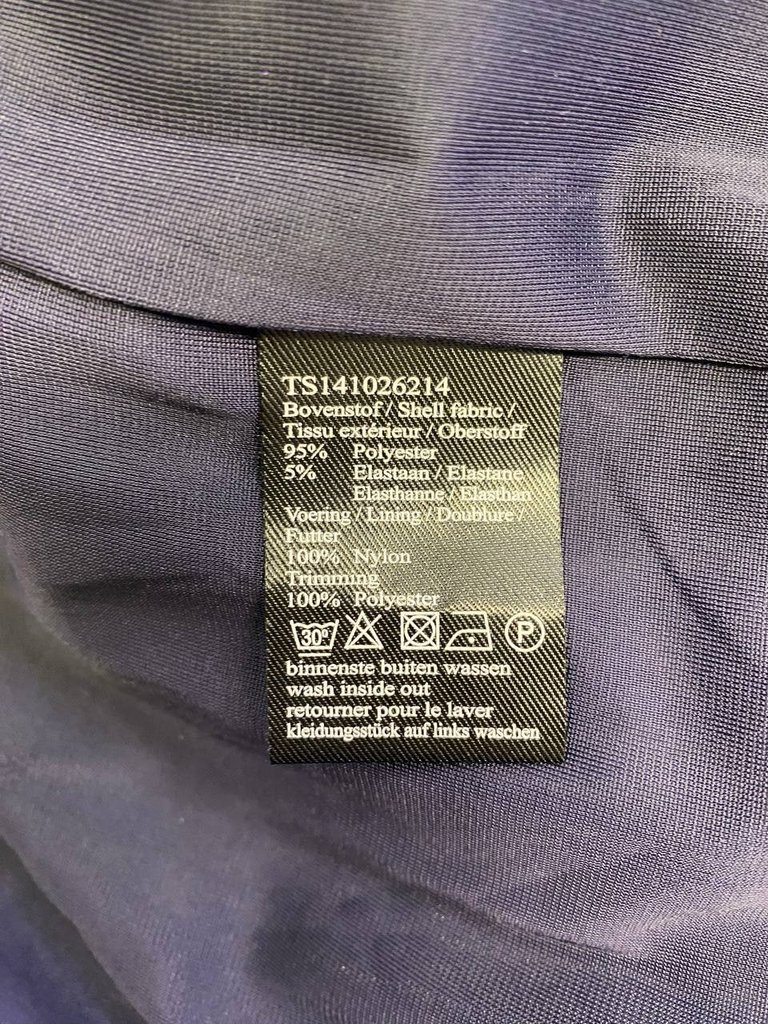 TS141026214
Bovenstof / Shell fabric /
Tissu extérieur / Oberstoff
95% Polyester
5% Elastaan / Elastane
Elasthanne / Elasthan
Voering / Lining / Doublure /
Futter
100% Nylon
Trimming
100% Polyester
30º P
binnenste buiten wassen
wash inside out
retourner pour le laver
kleidungsstück auf links waschen